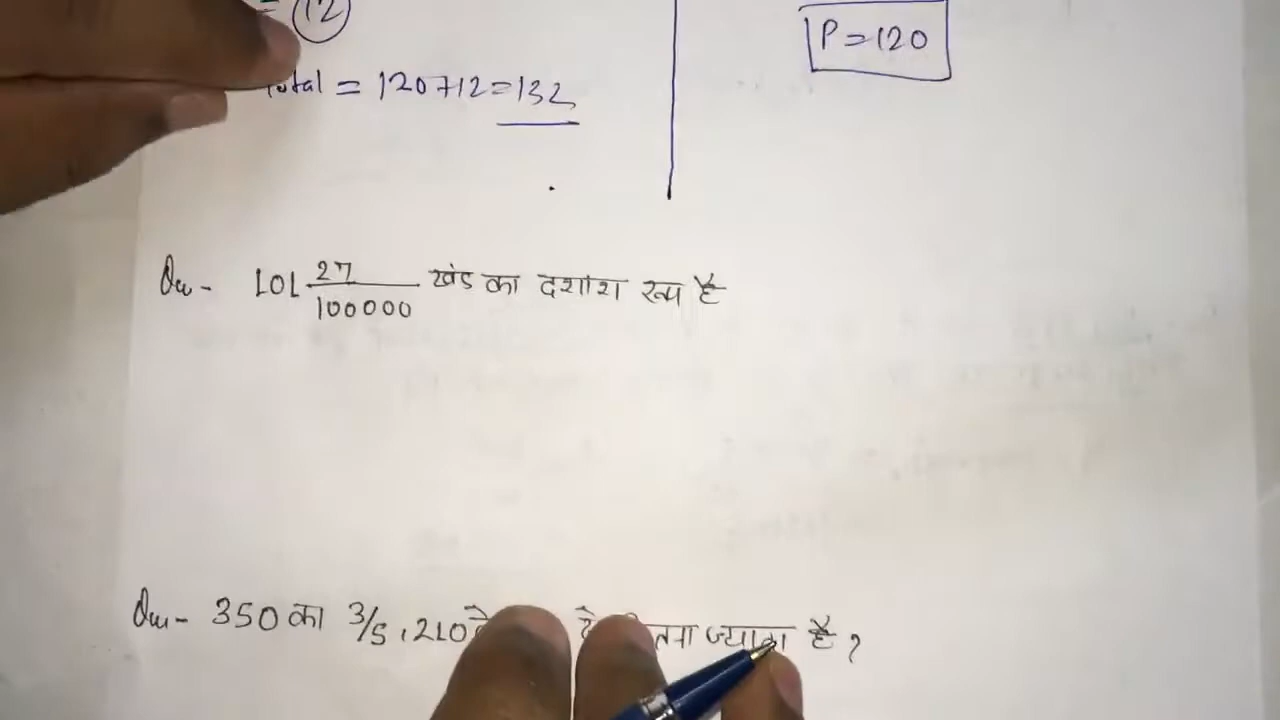 12
P=120
Total = 120+12=132
Qu - 101 27/100000 खंड का दशांश रूप है
Qu - 350 का 3/5, 210 ज्यादा है?